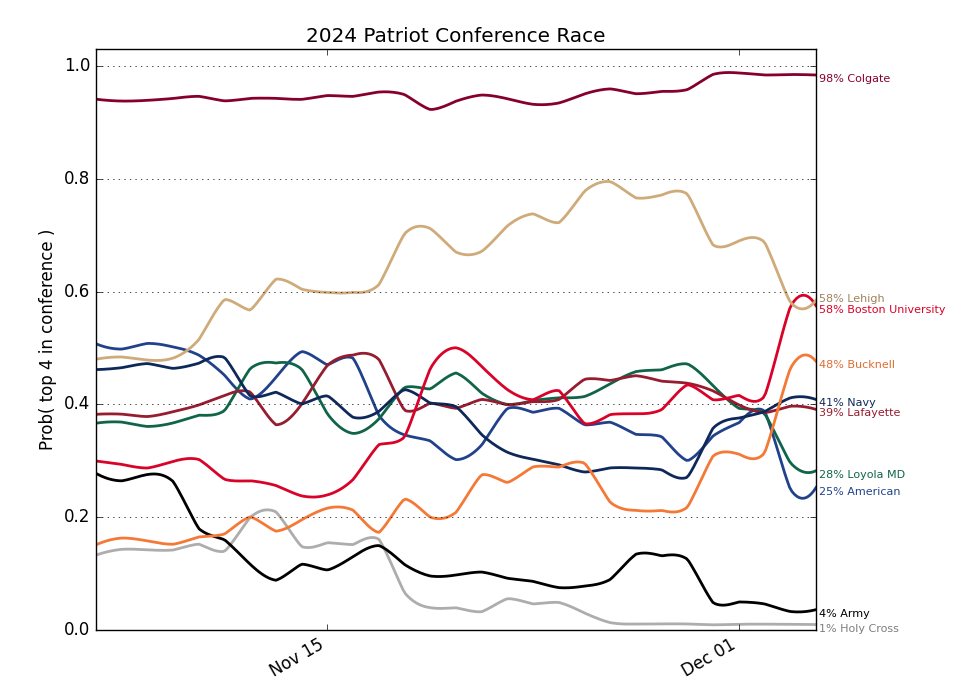 2024 Patriot Conference Race
Prob( top 4 in conference )
1.0
0.8
0.6
0.4
0.2
0.0
Nov 15
Dec 01
98% Colgate
58% Lehigh
58% Boston University
48% Bucknell
41% Navy
39% Lafayette
28% Loyola MD
25% American
4% Army
1% Holy Cross